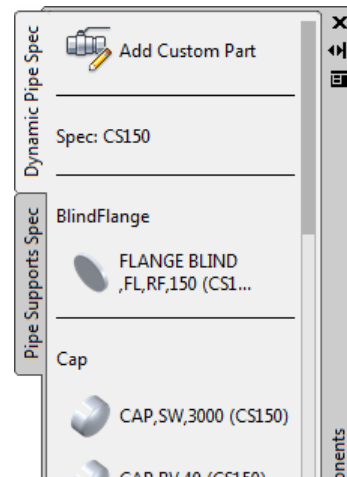 Dynamic Pipe Spec
Pipe Supports Spec
Add Custom Part
Spec: CS150
BlindFlange
FLANGE BLIND
,FL,RF,150 (CS1...
Cap
CAP,SW,3000 (CS150)